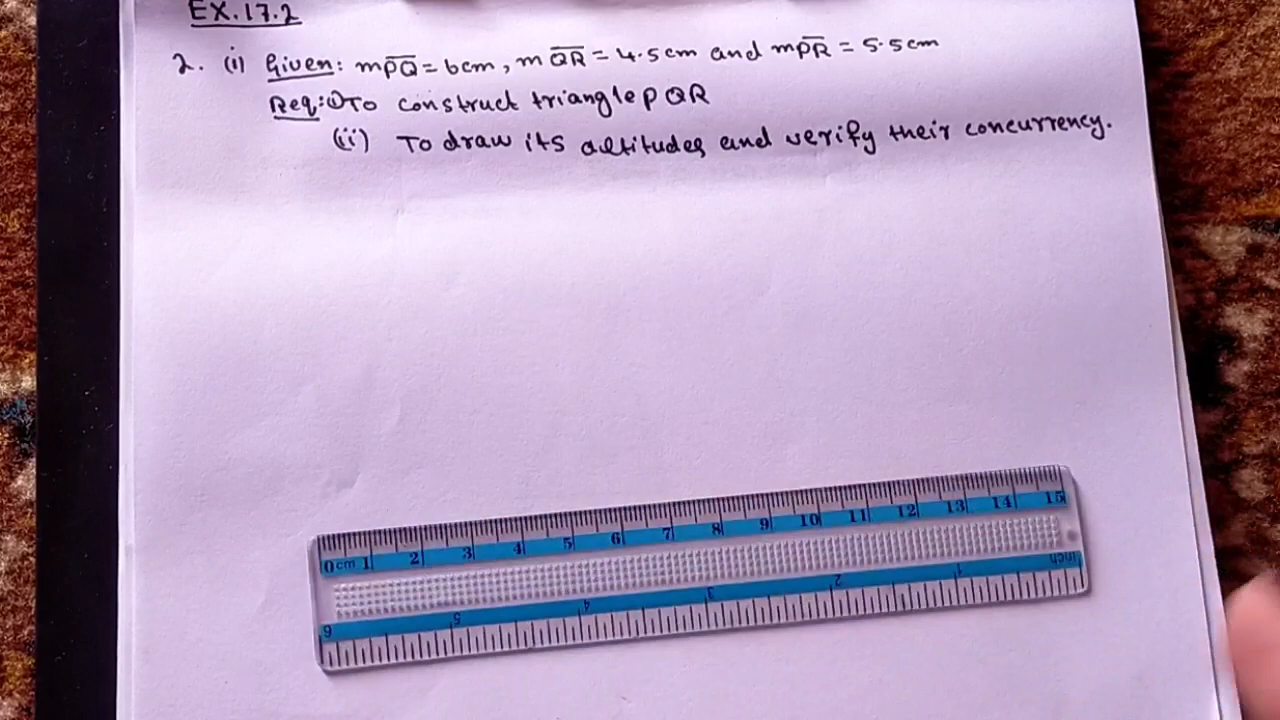 EX.17.2
2. (i) Given: mPQ = 6cm, m QR = 4.5cm and mPR = 5.5cm
Req:(i)To construct triangle PQR
(ii) To draw its altitudes and verify their concurrency.
0cm 1 2 3 4 5 6 7 8 9 10 11 12 13 14 15
6 5 4 3 2 1 inch